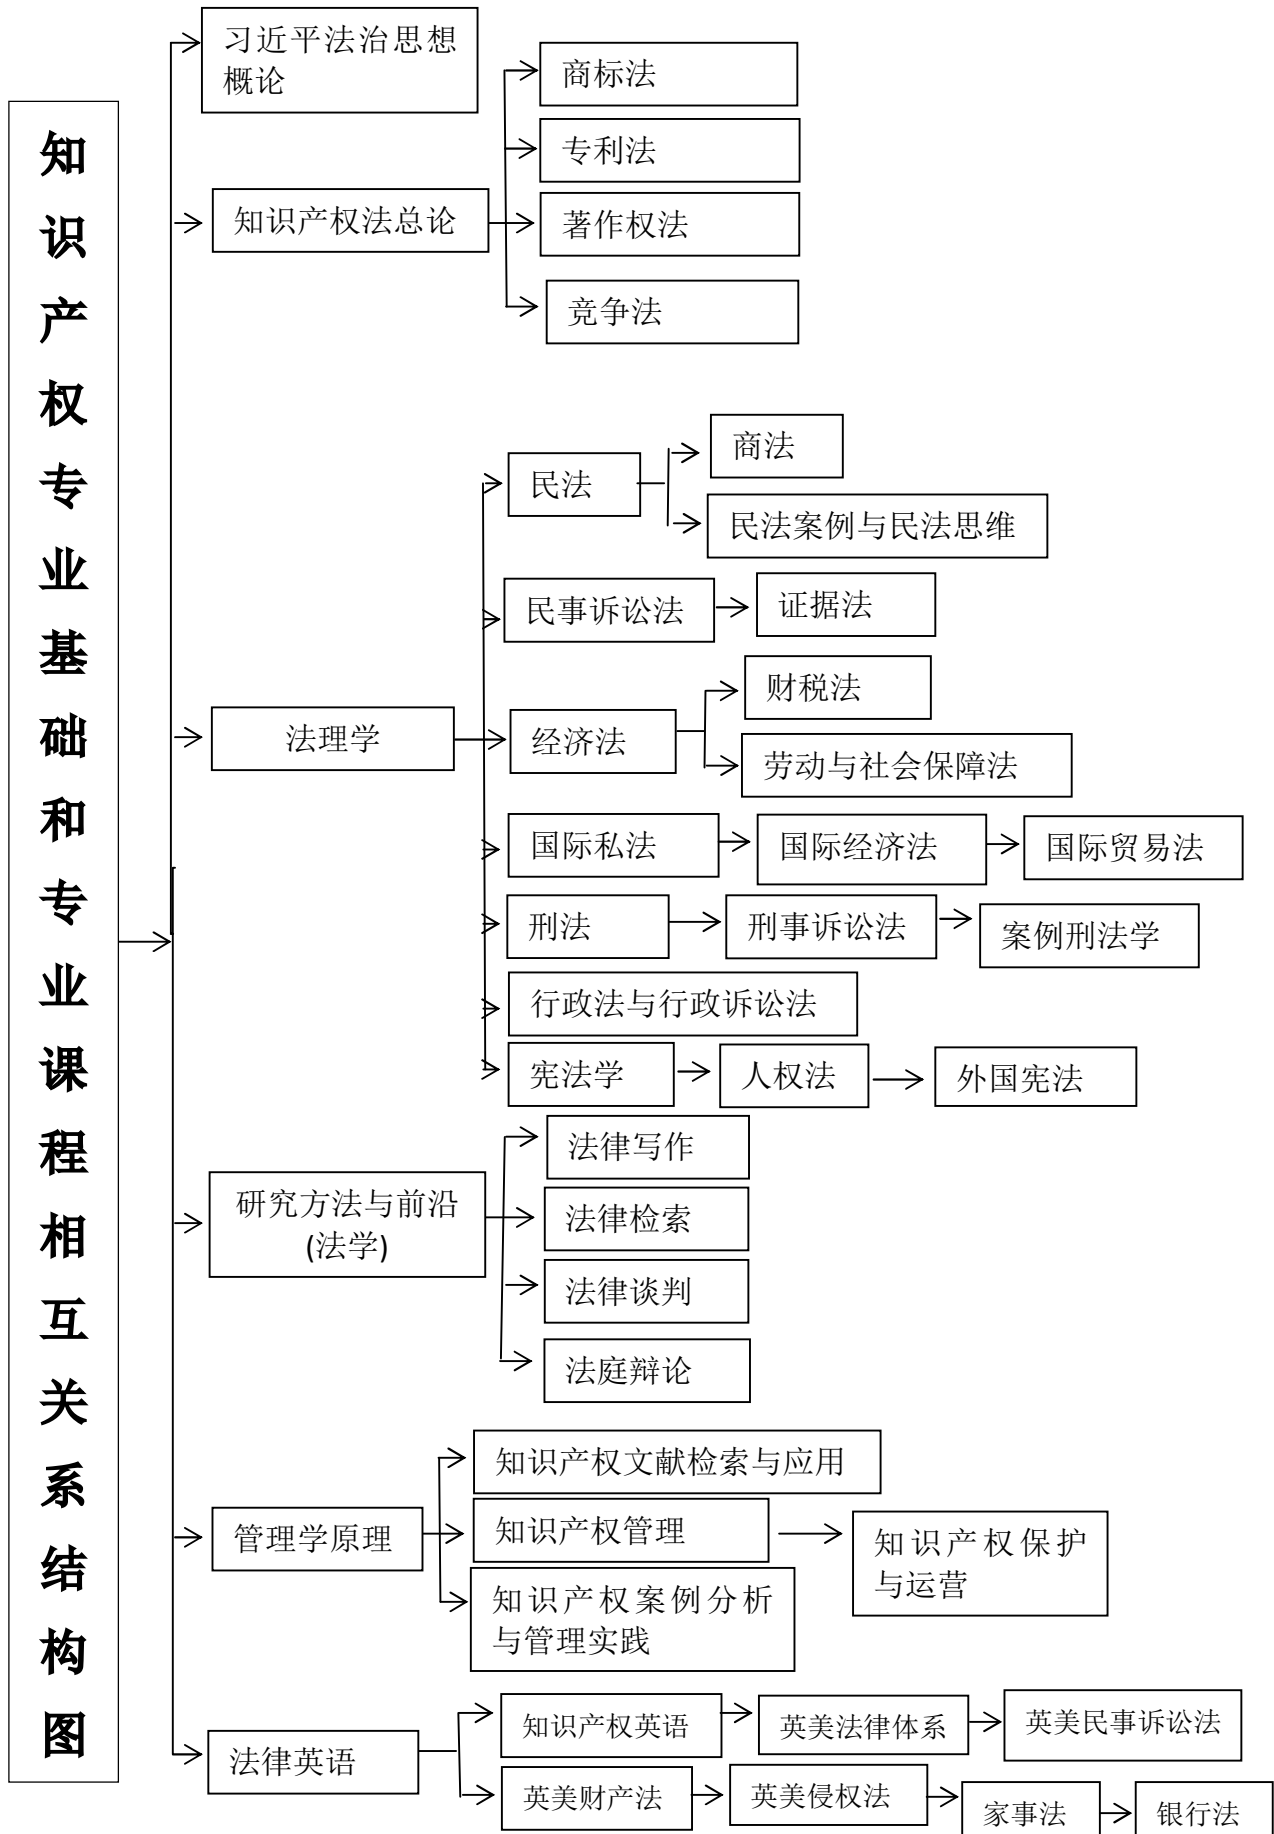 知识产权专业基础和专业课程相互关系结构图
习近平法治思想
概论
知识产权法总论
商标法
专利法
著作权法
竞争法
法理学
民法
商法
民法案例与民法思维
民事诉讼法
证据法
经济法
财税法
劳动与社会保障法
国际私法
国际经济法
国际贸易法
刑法
刑事诉讼法
案例刑法学
行政法与行政诉讼法
宪法学
人权法
外国宪法
研究方法与前沿
(法学)
法律写作
法律检索
法律谈判
法庭辩论
管理学原理
知识产权文献检索与应用
知识产权管理
知识产权保护
与运营
知识产权案例分析
与管理实践
法律英语
知识产权英语
英美法律体系
英美民事诉讼法
英美财产法
英美侵权法
家事法
银行法